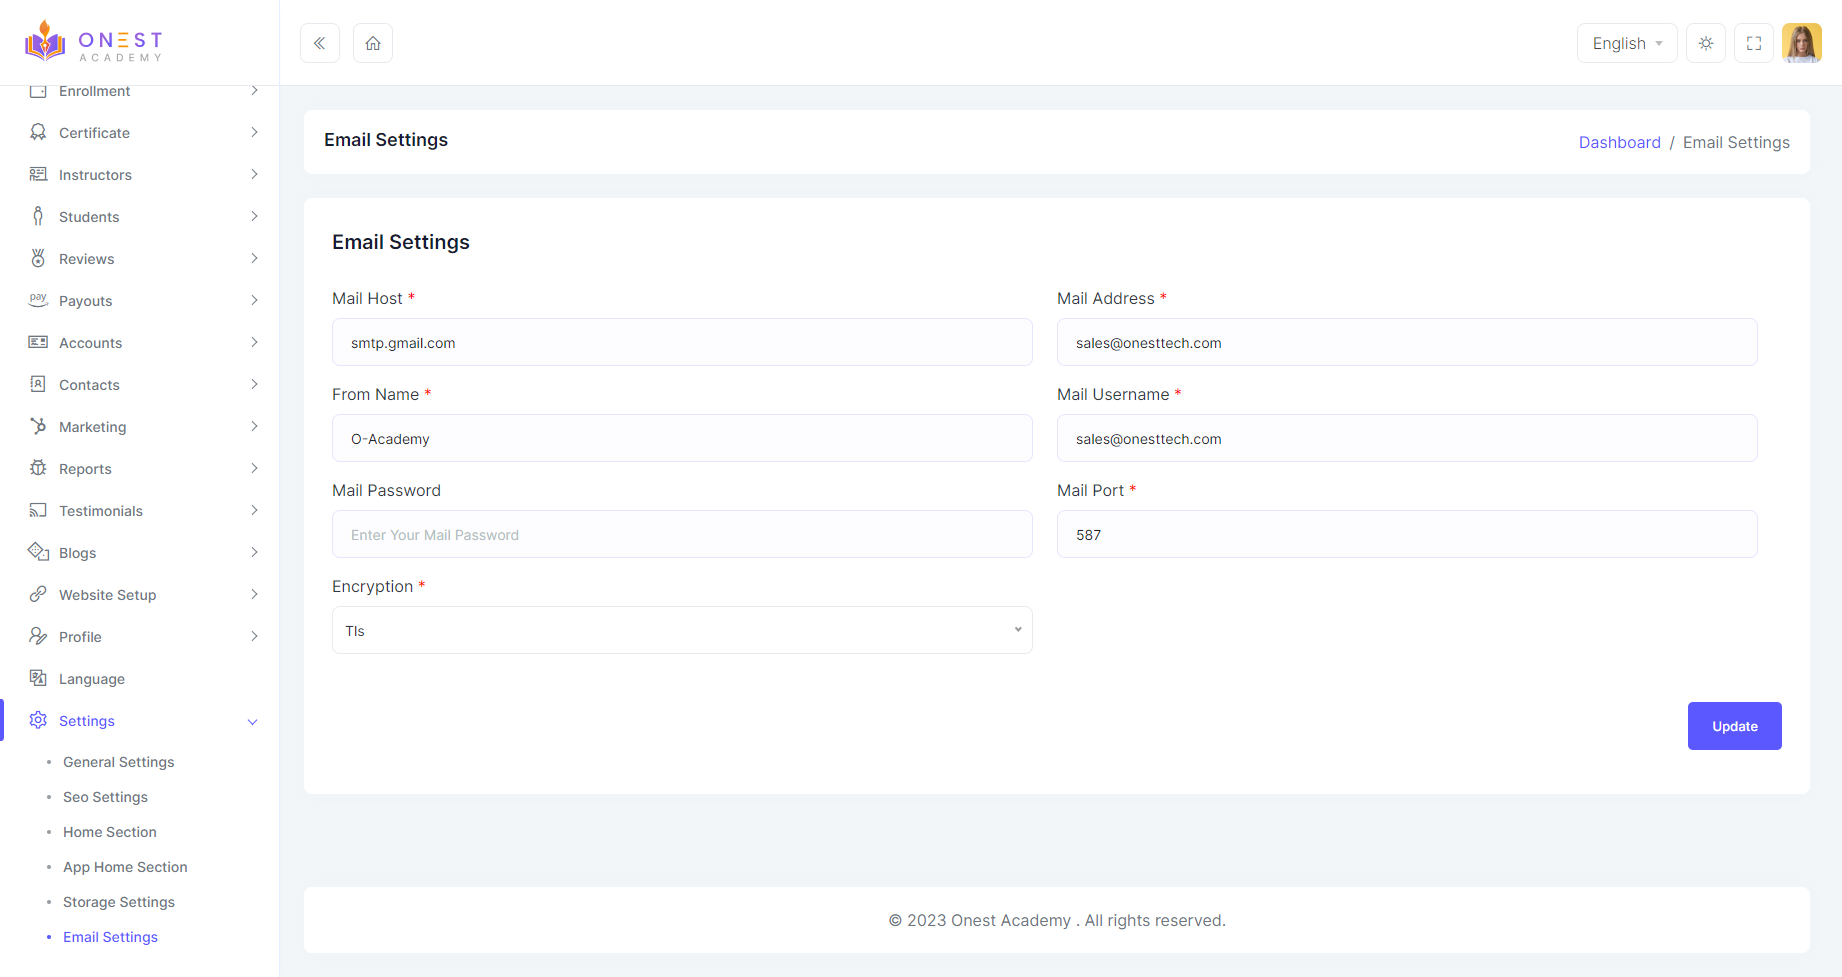 ONEST
ACADEMY
English
Enrollment
Certificate
Instructors
Students
Reviews
pay
Payouts
Accounts
Contacts
Marketing
Reports
Testimonials
Blogs
Website Setup
Profile
Language
Settings
General Settings
Seo Settings
Home Section
App Home Section
Storage Settings
Email Settings
Email Settings
Dashboard / Email Settings
Email Settings
Mail Host *
Mail Address *
smtp.gmail.com
sales@onesttech.com
From Name *
Mail Username *
O-Academy
sales@onesttech.com
Mail Password
Mail Port *
Enter Your Mail Password
587
Encryption *
Tls
Update
© 2023 Onest Academy . All rights reserved.